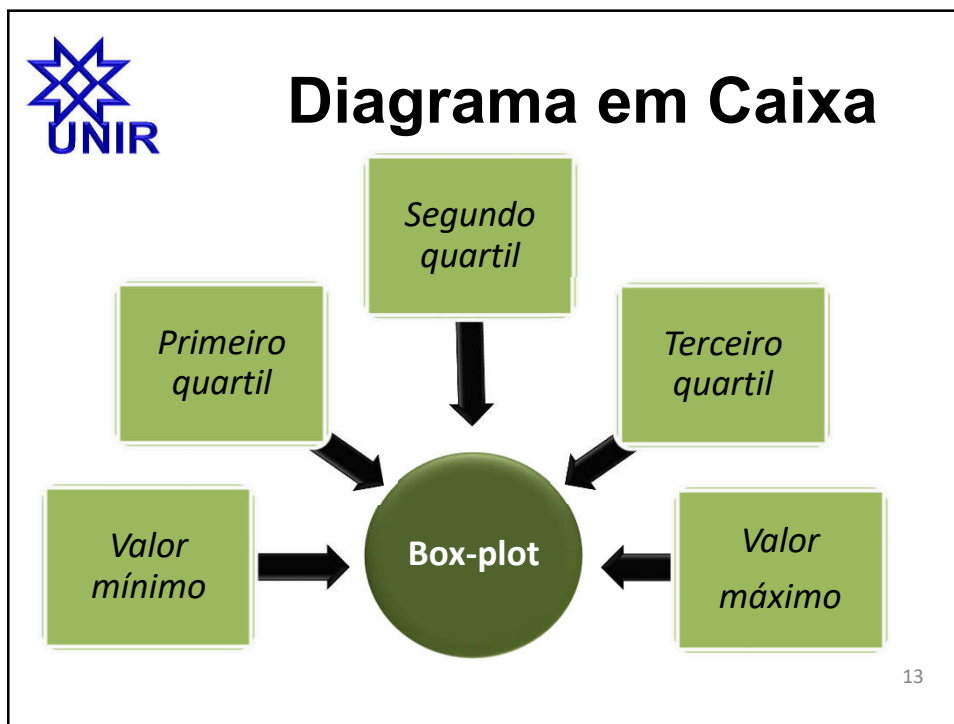 UNIR
Diagrama em Caixa
Segundo
quartil
Primeiro
quartil
Terceiro
quartil
Valor
mínimo
Box-plot
Valor
máximo
13